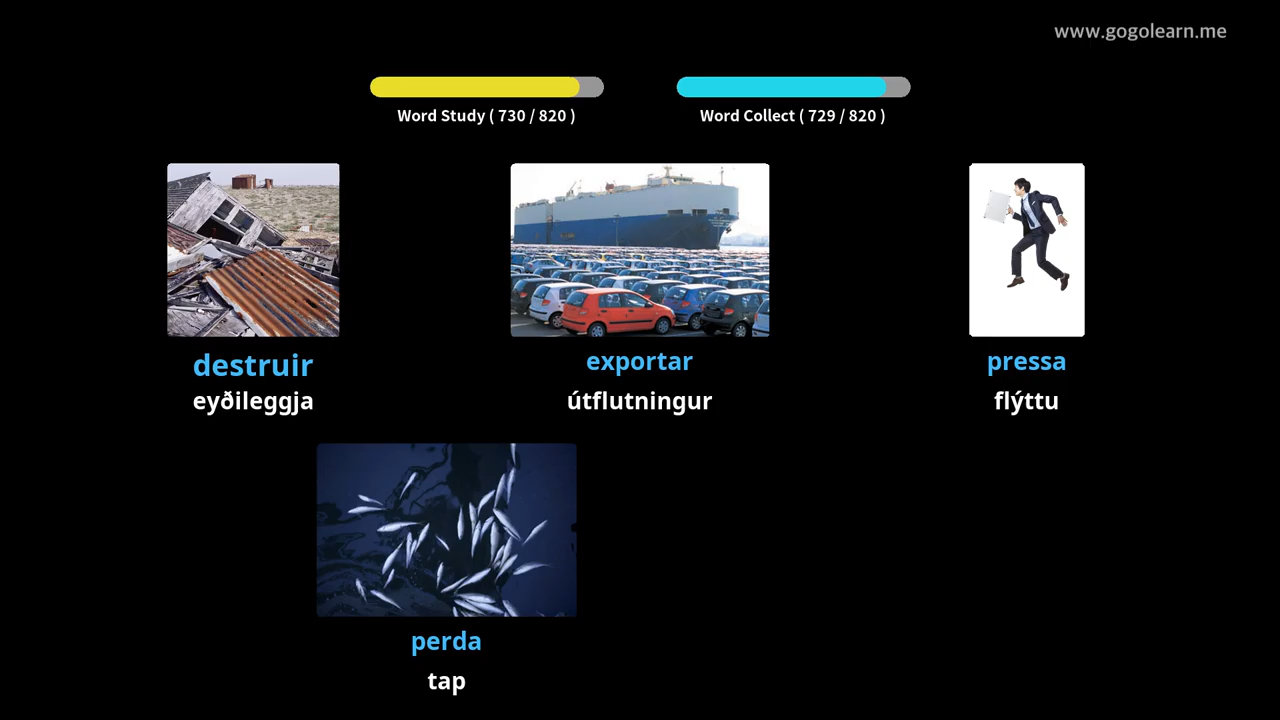 www.gogolearn.me
Word Study ( 730 / 820 )
Word Collect ( 729 / 820 )
destruir
eyðileggja
exportar
útflutningur
pressa
flýttu
perda
tap